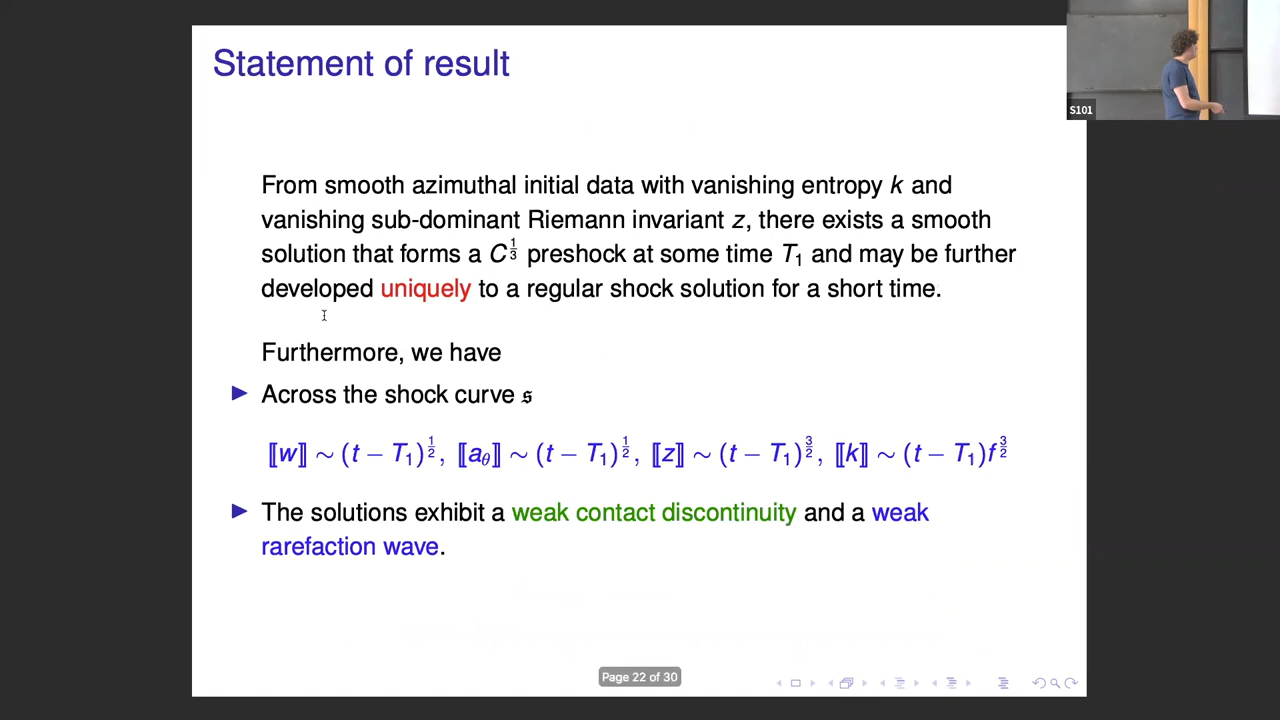 Statement of result
S101
From smooth azimuthal initial data with vanishing entropy k and
vanishing sub-dominant Riemann invariant z, there exists a smooth
solution that forms a C^{1/3} preshock at some time T₁ and may be further
developed uniquely to a regular shock solution for a short time.
Furthermore, we have
▶ Across the shock curve 𝔰
⟦w⟧ ∼ (t − T₁)^{1/2}, ⟦a_θ⟧ ∼ (t − T₁)^{1/2}, ⟦z⟧ ∼ (t − T₁)^{3/2}, ⟦k⟧ ∼ (t − T₁)f^{3/2}
▶ The solutions exhibit a weak contact discontinuity and a weak
rarefaction wave.
Page 22 of 30